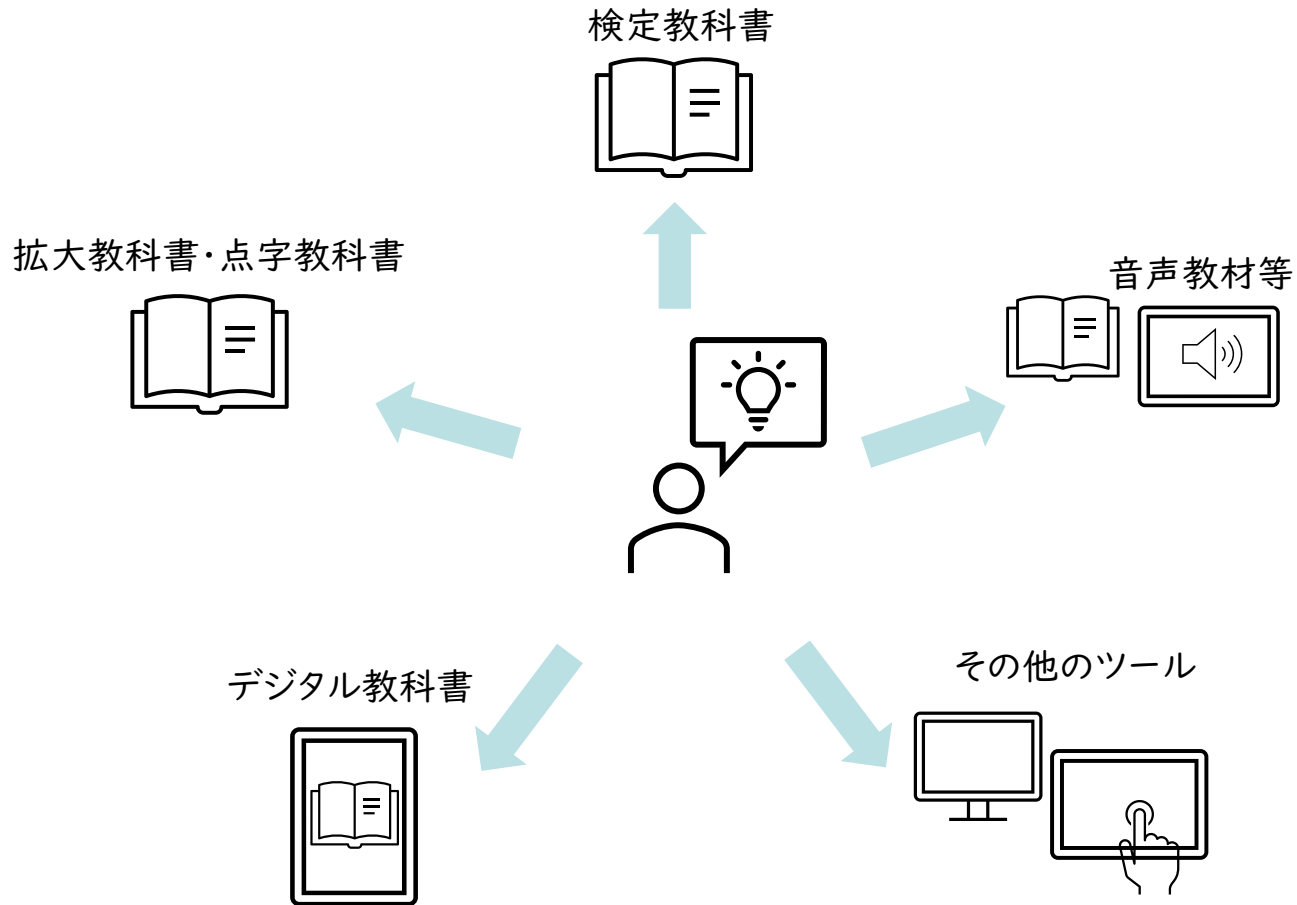 検定教科書
拡大教科書・点字教科書
音声教材等
デジタル教科書
その他のツール